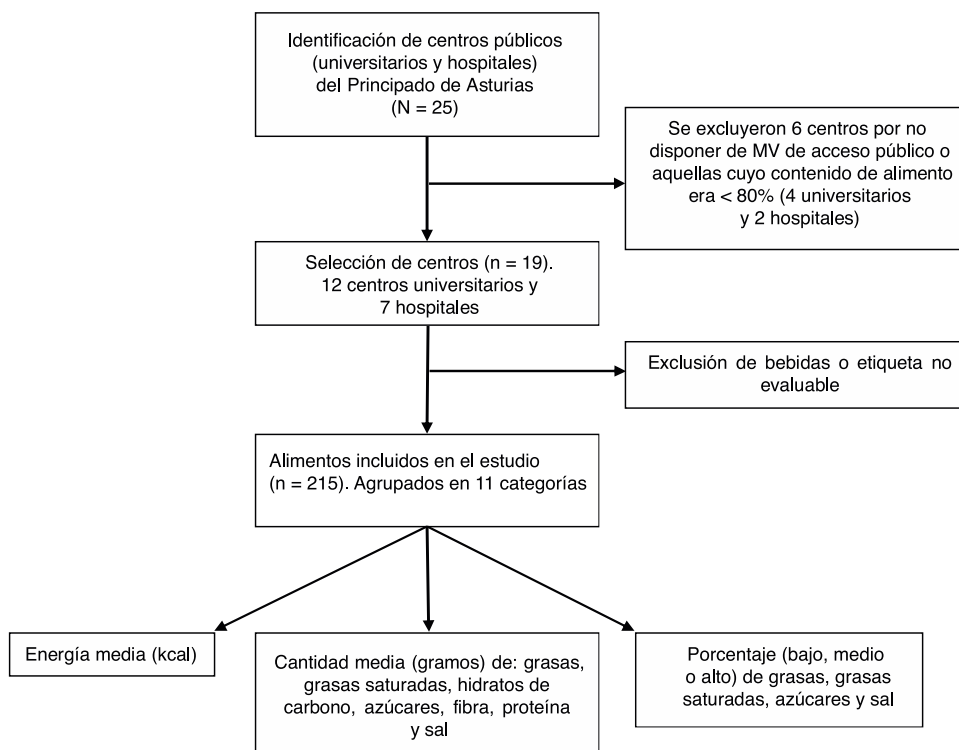 Identificación de centros públicos
(universitarios y hospitales)
del Principado de Asturias
(N = 25)
Se excluyeron 6 centros por no
disponer de MV de acceso público o
aquellas cuyo contenido de alimento
era < 80% (4 universitarios
y 2 hospitales)
Selección de centros (n = 19).
12 centros universitarios y
7 hospitales
Exclusión de bebidas o etiqueta no
evaluable
Alimentos incluidos en el estudio
(n = 215). Agrupados en 11 categorías
Energía media (kcal)
Cantidad media (gramos) de: grasas,
grasas saturadas, hidratos de
carbono, azúcares, fibra, proteína
y sal
Porcentaje (bajo, medio
o alto) de grasas, grasas
saturadas, azúcares y sal